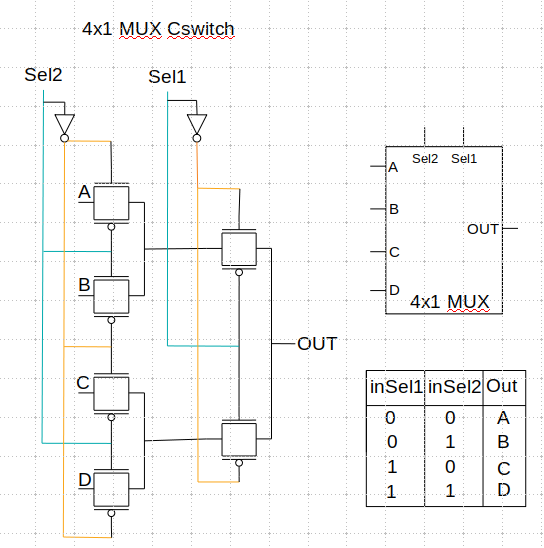 4x1 MUX Cswitch
Sel2
Sel1
A
B
C
D
OUT
Sel2 Sel1
A
B
OUT
C
D
4x1 MUX
inSel1 inSel2 Out
0 0 A
0 1 B
1 0 C
1 1 D